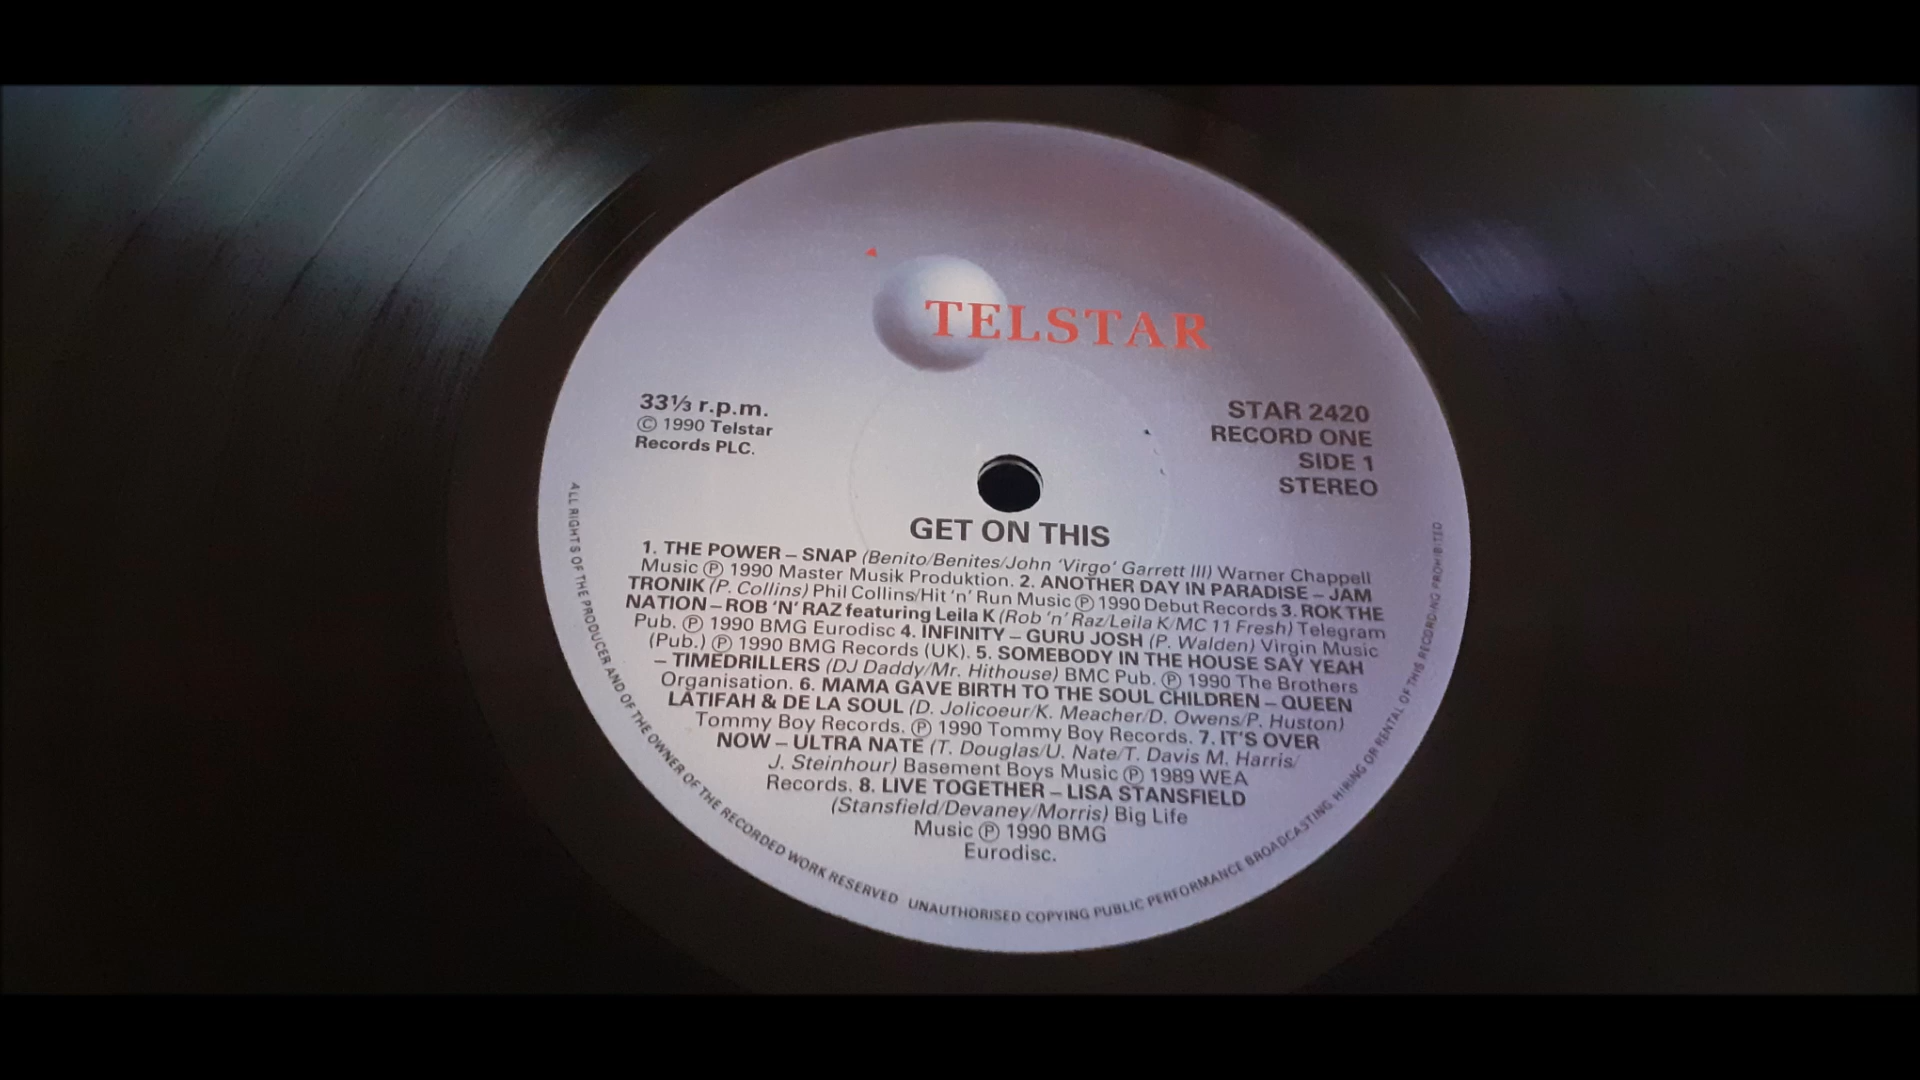 TELSTAR
33⅓ r.p.m.
Ⓒ 1990 Telstar
Records PLC.
STAR 2420
RECORD ONE
SIDE 1
STEREO
GET ON THIS
1. THE POWER – SNAP (Benito/Benites/John ‘Virgo’ Garrett III) Warner Chappell
Music Ⓟ 1990 Master Musik Produktion. 2. ANOTHER DAY IN PARADISE – JAM
TRONIK (P. Collins) Phil Collins/Hit ‘n’ Run Music Ⓟ 1990 Debut Records 3. ROK THE
NATION – ROB ‘N’ RAZ featuring Leila K (Rob ‘n’ Raz/Leila K/MC 11 Fresh) Telegram
Pub. Ⓟ 1990 BMG Eurodisc 4. INFINITY – GURU JOSH (P. Walden) Virgin Music
(Pub.) Ⓟ 1990 BMG Records (UK). 5. SOMEBODY IN THE HOUSE SAY YEAH
– TIMEDRILLERS (DJ Daddy/Mr. Hithouse) BMC Pub. Ⓟ 1990 The Brothers
Organisation. 6. MAMA GAVE BIRTH TO THE SOUL CHILDREN – QUEEN
LATIFAH & DE LA SOUL (D. Jolicoeur/K. Meacher/D. Owens/P. Huston)
Tommy Boy Records. Ⓟ 1990 Tommy Boy Records. 7. IT’S OVER
NOW – ULTRA NATE (T. Douglas/U. Nate/T. Davis M. Harris/
J. Steinhour) Basement Boys Music Ⓟ 1989 WEA
Records. 8. LIVE TOGETHER – LISA STANSFIELD
(Stansfield/Devaney/Morris) Big Life
Music Ⓟ 1990 BMG
Eurodisc.
ALL RIGHTS OF THE PRODUCER AND OF THE OWNER OF THE RECORDED WORK RESERVED UNAUTHORISED COPYING PUBLIC PERFORMANCE BROADCASTING HIRING OR RENTAL OF THIS RECORDING PROHIBITED